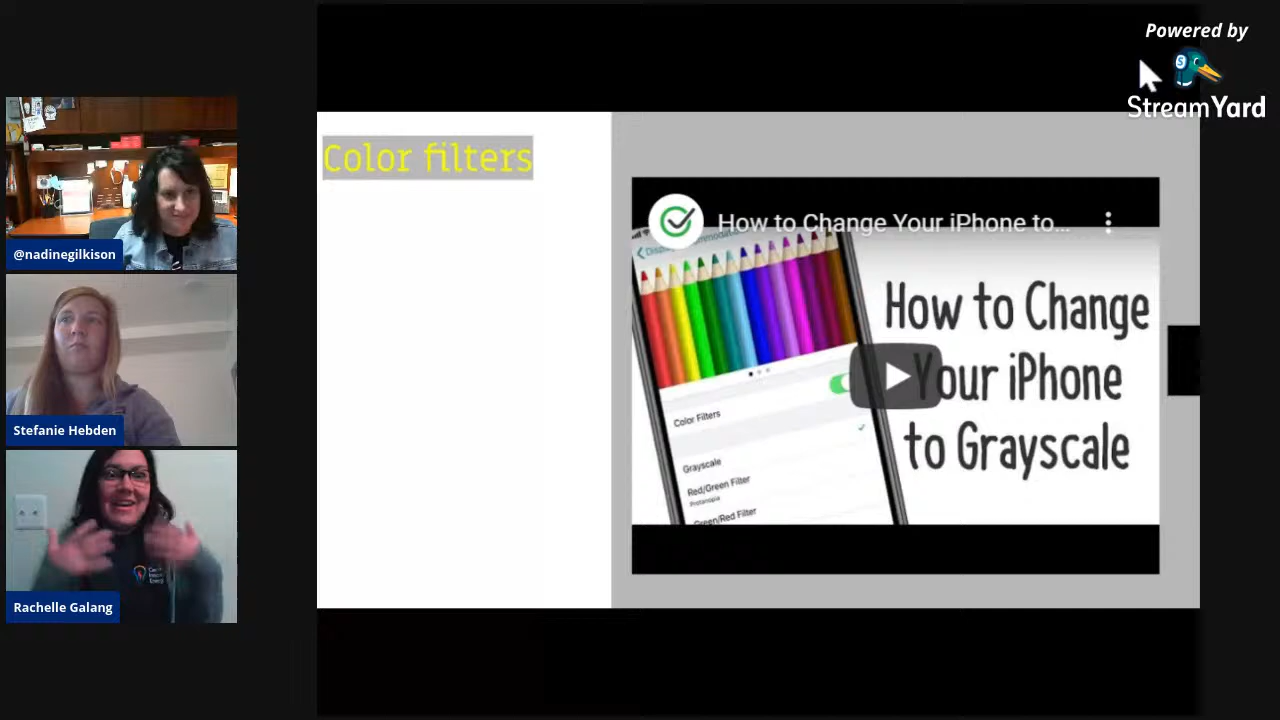 Powered by
StreamYard
@nadinegilkison
Stefanie Hebden
Rachelle Galang
Color filters
How to Change Your iPhone to...
How to Change
Your iPhone
to Grayscale
Color Filters
Grayscale
Red/Green Filter
Protanopia
Green/Red Filter